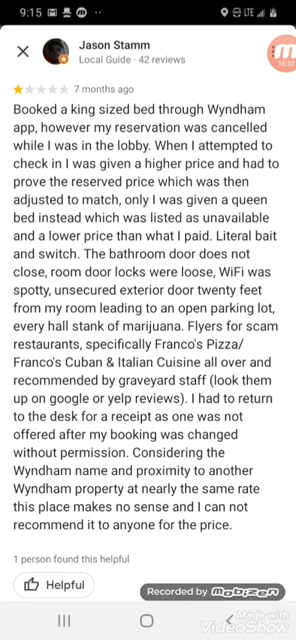 9:15
LTE
Jason Stamm
Local Guide · 42 reviews
16:33
7 months ago
Booked a king sized bed through Wyndham
app, however my reservation was cancelled
while I was in the lobby. When I attempted to
check in I was given a higher price and had to
prove the reserved price which was then
adjusted to match, only I was given a queen
bed instead which was listed as unavailable
and a lower price than what I paid. Literal bait
and switch. The bathroom door does not
close, room door locks were loose, WiFi was
spotty, unsecured exterior door twenty feet
from my room leading to an open parking lot,
every hall stank of marijuana. Flyers for scam
restaurants, specifically Franco's Pizza/
Franco's Cuban & Italian Cuisine all over and
recommended by graveyard staff (look them
up on google or yelp reviews). I had to return
to the desk for a receipt as one was not
offered after my booking was changed
without permission. Considering the
Wyndham name and proximity to another
Wyndham property at nearly the same rate
this place makes no sense and I can not
recommend it to anyone for the price.
1 person found this helpful
Helpful
Recorded by Mobizen
Made with
VideoShow